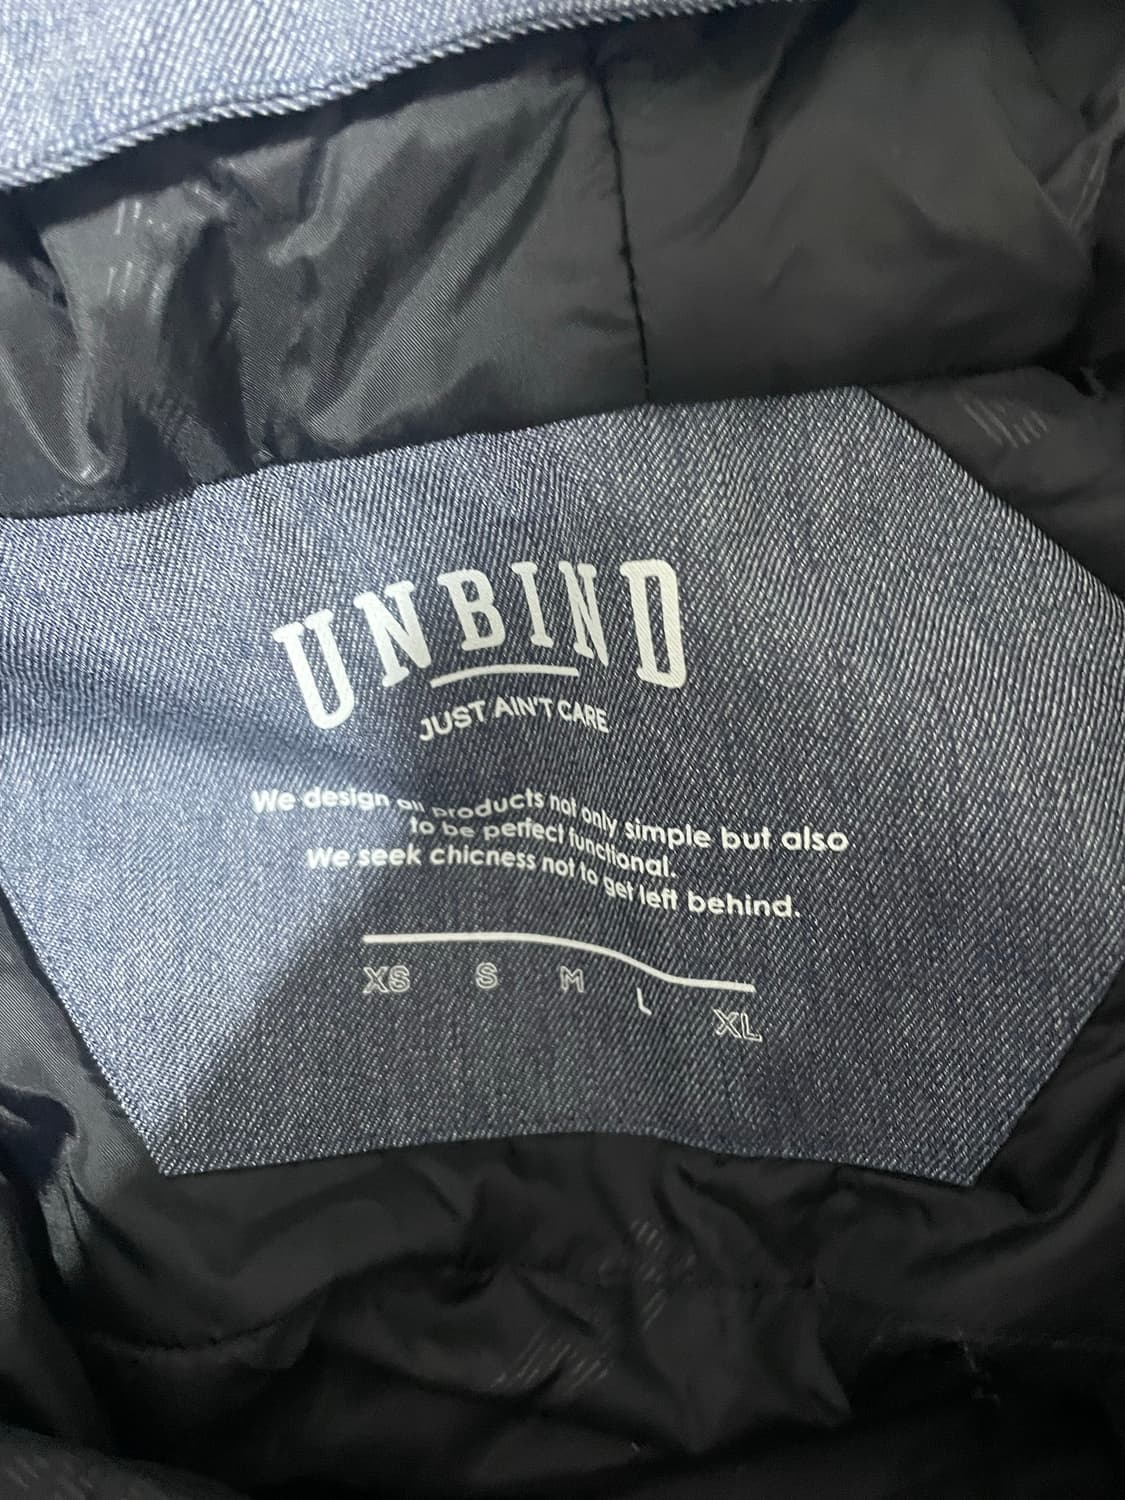 UNBIND
JUST AIN'T CARE
We design all products not only simple but also
to be perfect functional.
We seek chicness not to get left behind.
XS S M L XL